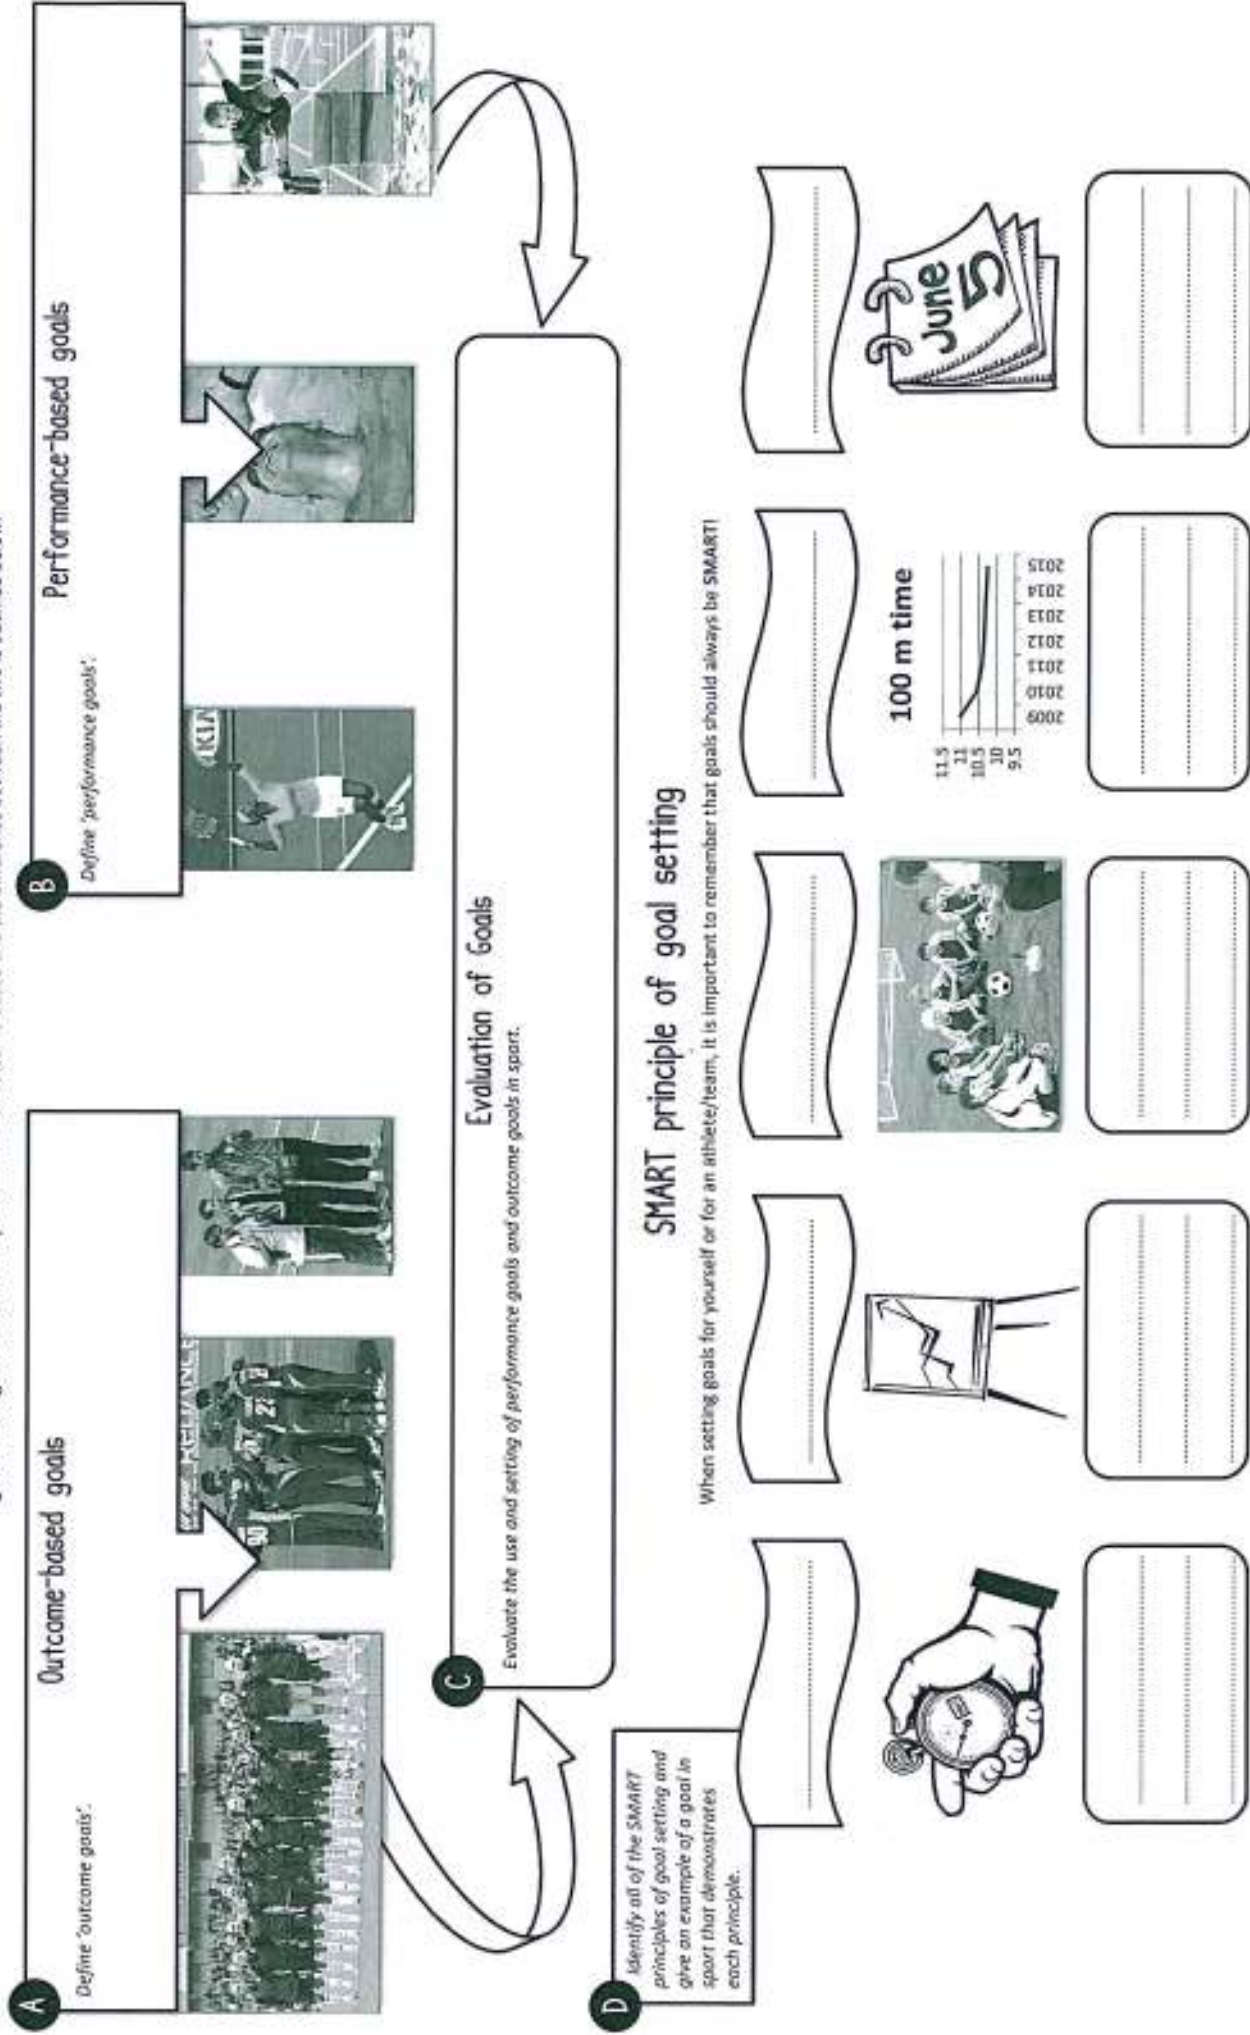 A
Outcome-based goals
Define 'outcome goals'.
RELIANCE
B
Performance-based goals
Define 'performance goals'.
KIA
C
Evaluation of Goals
Evaluate the use and setting of performance goals and outcome goals in sport.
SMART principle of goal setting
When setting goals for yourself or for an athlete/team, it is important to remember that goals should always be SMART!
D
Identify all of the SMART
principles of goal setting and
give an example of a goal in
sport that demonstrates
each principle.
100 m time
11.5
11
10.5
10
9.5
2009 2010 2011 2012 2013 2014 2015
June
5